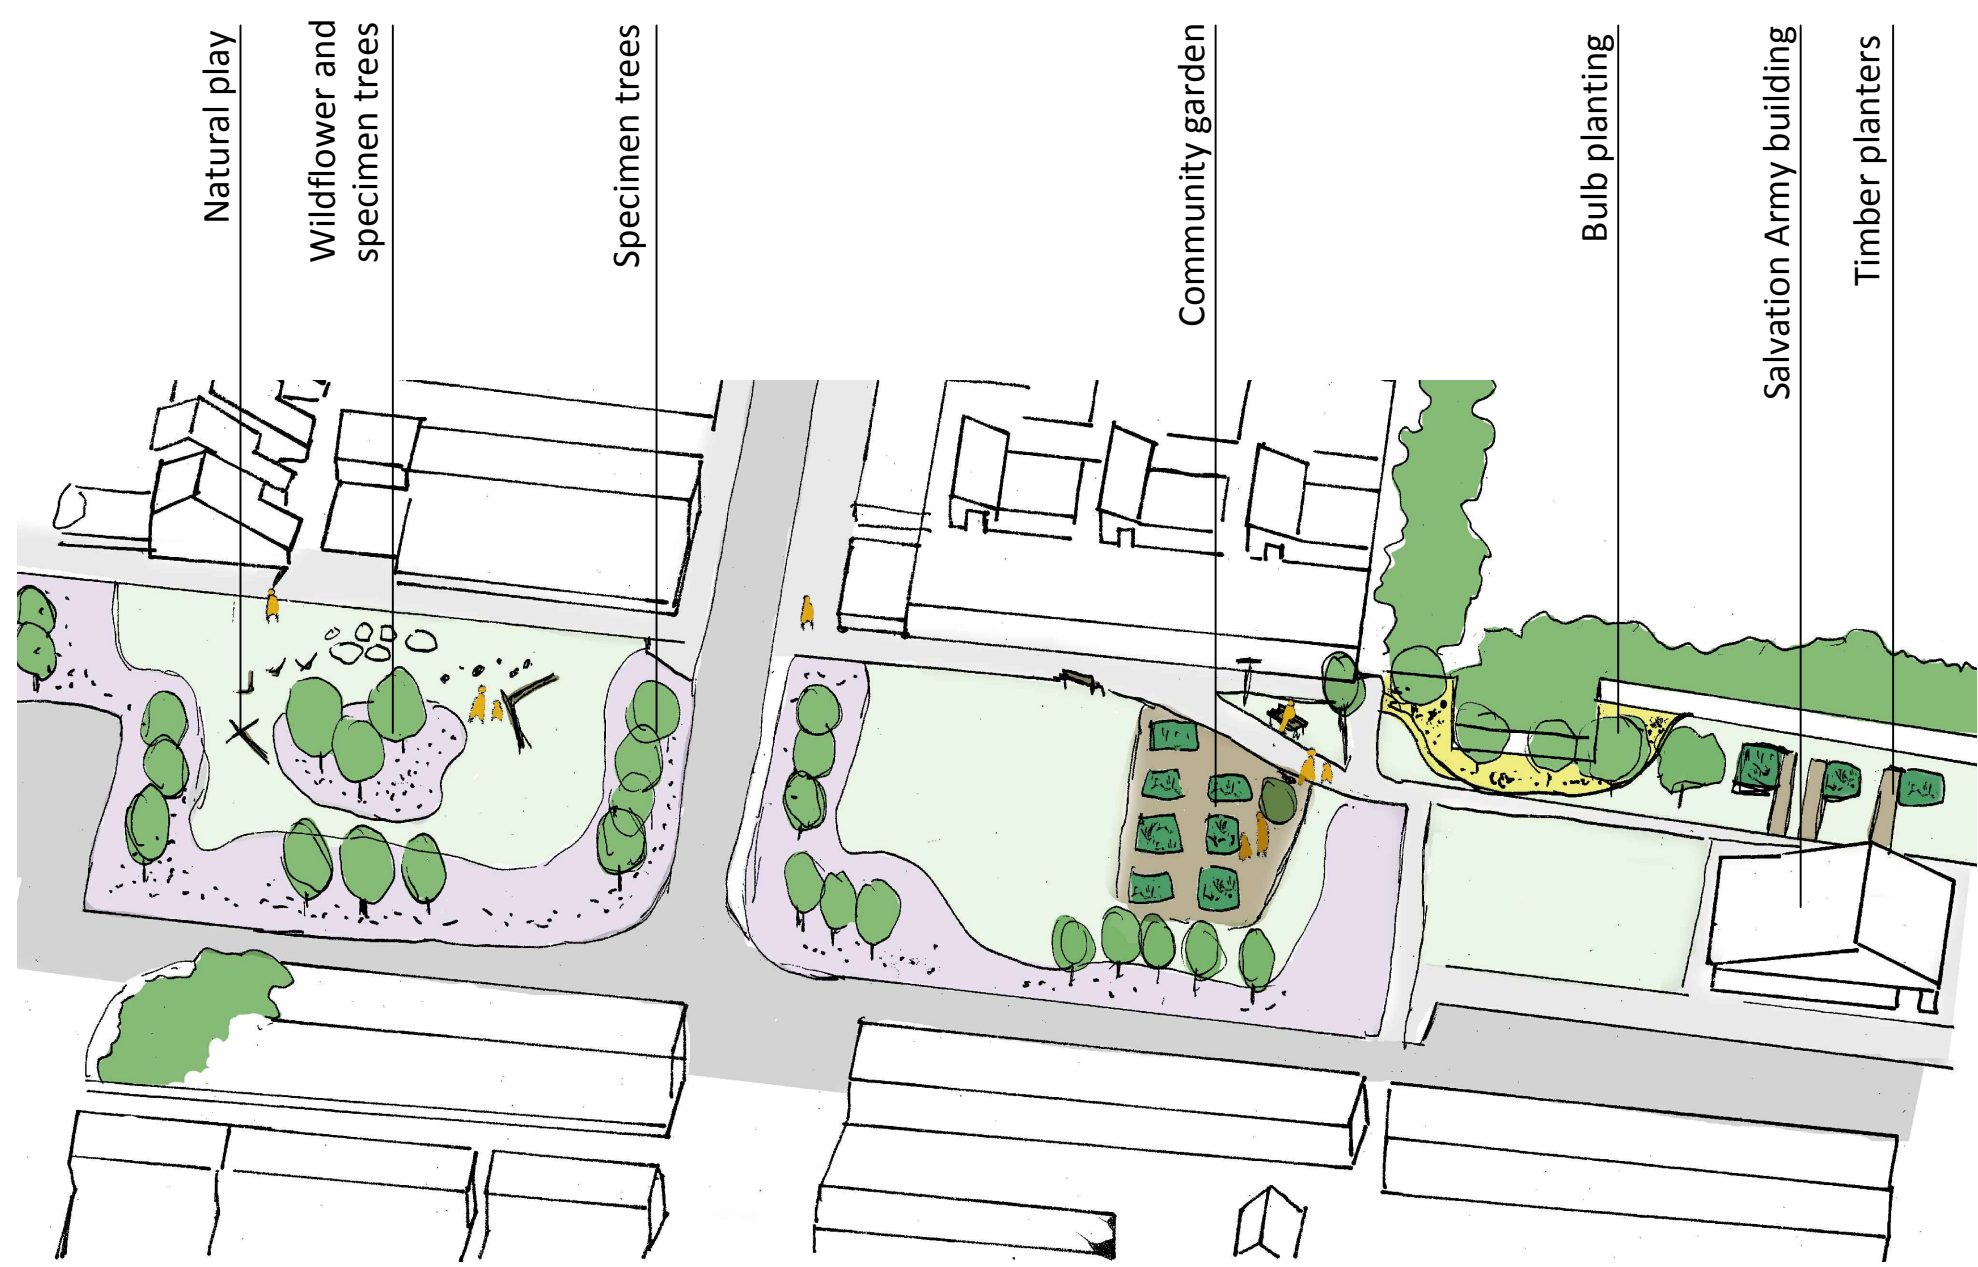 Natural play
Wildflower and
specimen trees
Specimen trees
Community garden
Bulb planting
Salvation Army building
Timber planters